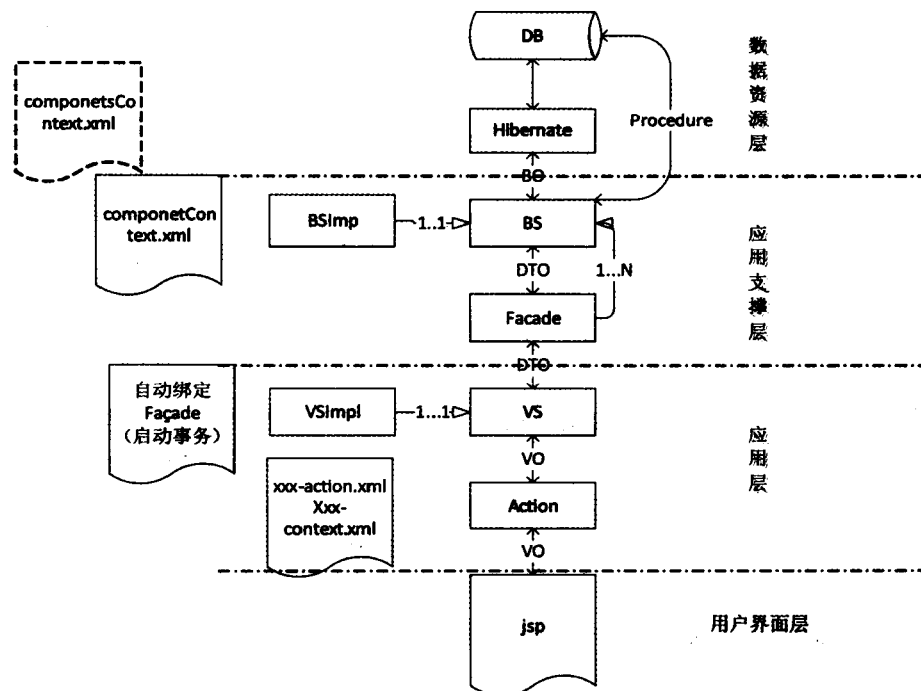 DB
数据资源层
componetsCo
ntext.xml
Procedure
Hibernate
BO
componetCon
text.xml
BSimp
1..1
BS
应用支撑层
DTO
1...N
Facade
DTO
自动绑定
Façade
（启动事务）
VSimpl
1...1
VS
应用层
VO
xxx-action.xml
Xxx-
context.xml
Action
VO
jsp
用户界面层